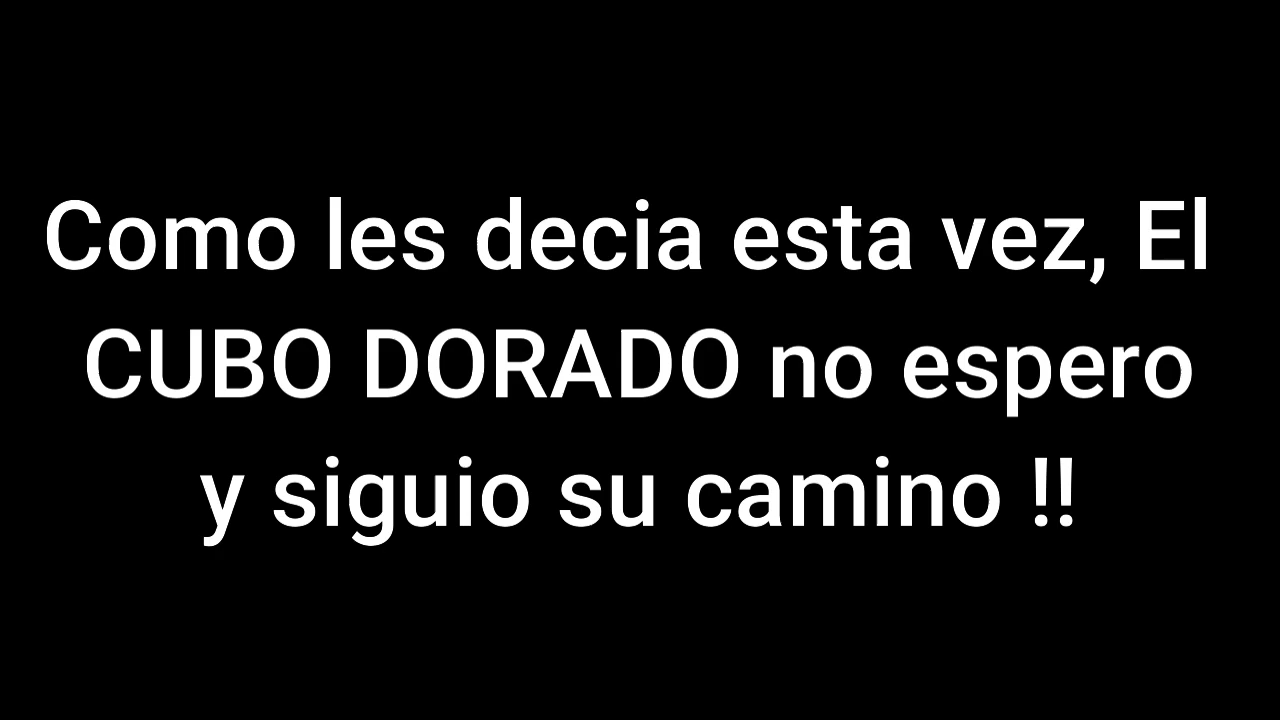 Como les decia esta vez, El
CUBO DORADO no espero
y siguio su camino !!